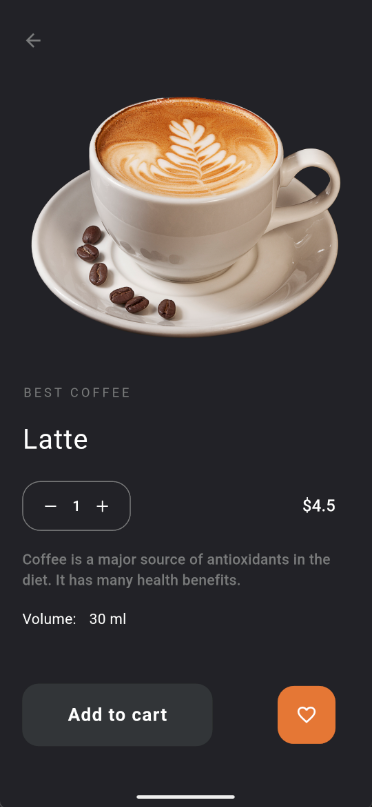 BEST COFFEE
Latte
− 1 +
$4.5
Coffee is a major source of antioxidants in the
diet. It has many health benefits.
Volume: 30 ml
Add to cart